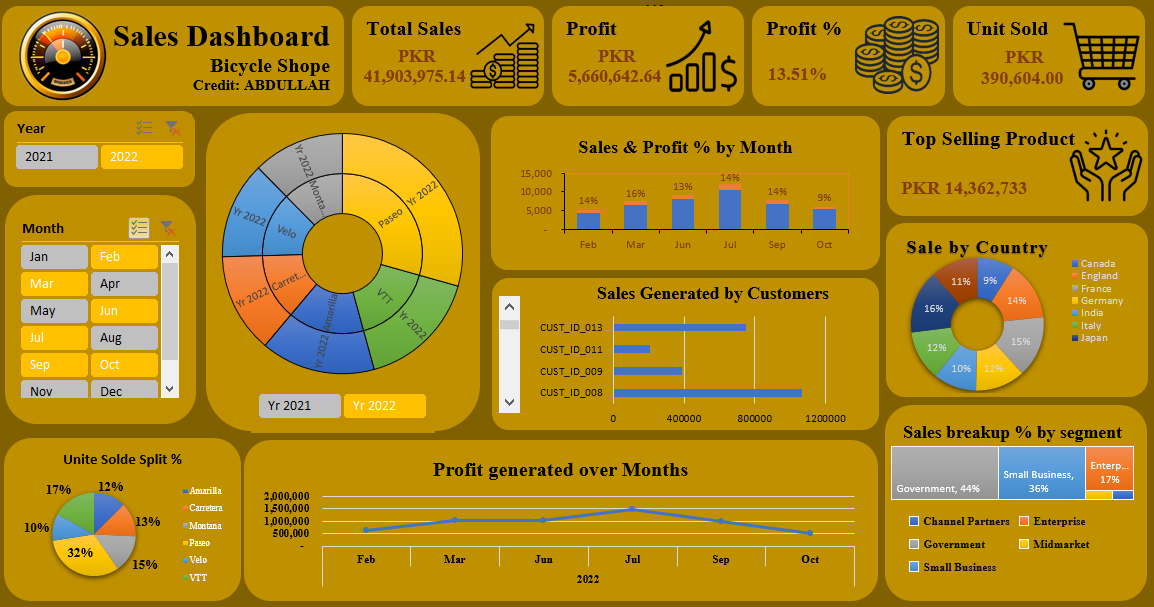 Sales Dashboard
Bicycle Shope
Credit: ABDULLAH
Total Sales
PKR
41,903,975.14
Profit
PKR
5,660,642.64
Profit %
13.51%
Unit Sold
PKR
390,604.00
Year
2021
2022
Month
Jan
Feb
Mar
Apr
May
Jun
Jul
Aug
Sep
Oct
Nov
Dec
Yr 2022
Paseo
Yr 2022
VTT
Yr 2022
Amarilla
Yr 2022
Carret...
Yr 2022
Velo
Yr 2022
Monta...
Yr 2021
Yr 2022
Sales & Profit % by Month
15,000
10,000
5,000
-
14%
16%
13%
14%
14%
9%
Feb
Mar
Jun
Jul
Sep
Oct
Sales Generated by Customers
CUST_ID_013
CUST_ID_011
CUST_ID_009
CUST_ID_008
0
400000
800000
1200000
Top Selling Product
PKR 14,362,733
Sale by Country
9%
14%
15%
12%
10%
12%
16%
11%
Canada
England
France
Germany
India
Italy
Japan
Unite Solde Split %
12%
13%
15%
32%
10%
17%
Amarilla
Carretera
Montana
Paseo
Velo
VTT
Profit generated over Months
2,000,000
1,500,000
1,000,000
500,000
-
Feb
Mar
Jun
Jul
Sep
Oct
2022
Sales breakup % by segment
Government, 44%
Small Business,
36%
Enterp...
17%
Channel Partners
Enterprise
Government
Midmarket
Small Business